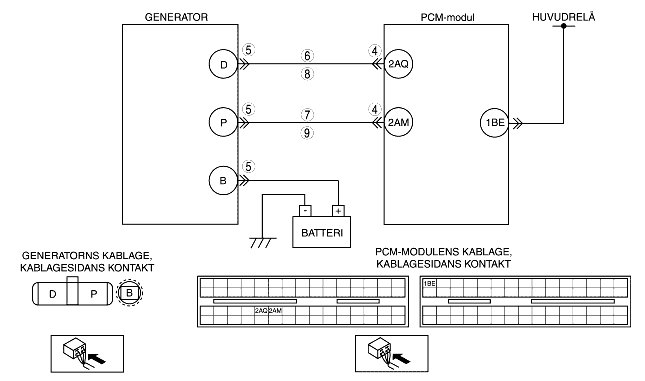 GENERATOR
PCM-modul
HUVUDRELÄ
5
6
4
D
8
2AQ
5
7
4
P
9
2AM
1BE
5
B
-
+
BATTERI
GENERATORNS KABLAGE,
KABLAGESIDANS KONTAKT
PCM-MODULENS KABLAGE,
KABLAGESIDANS KONTAKT
D
P
B
1BE
2AQ
2AM